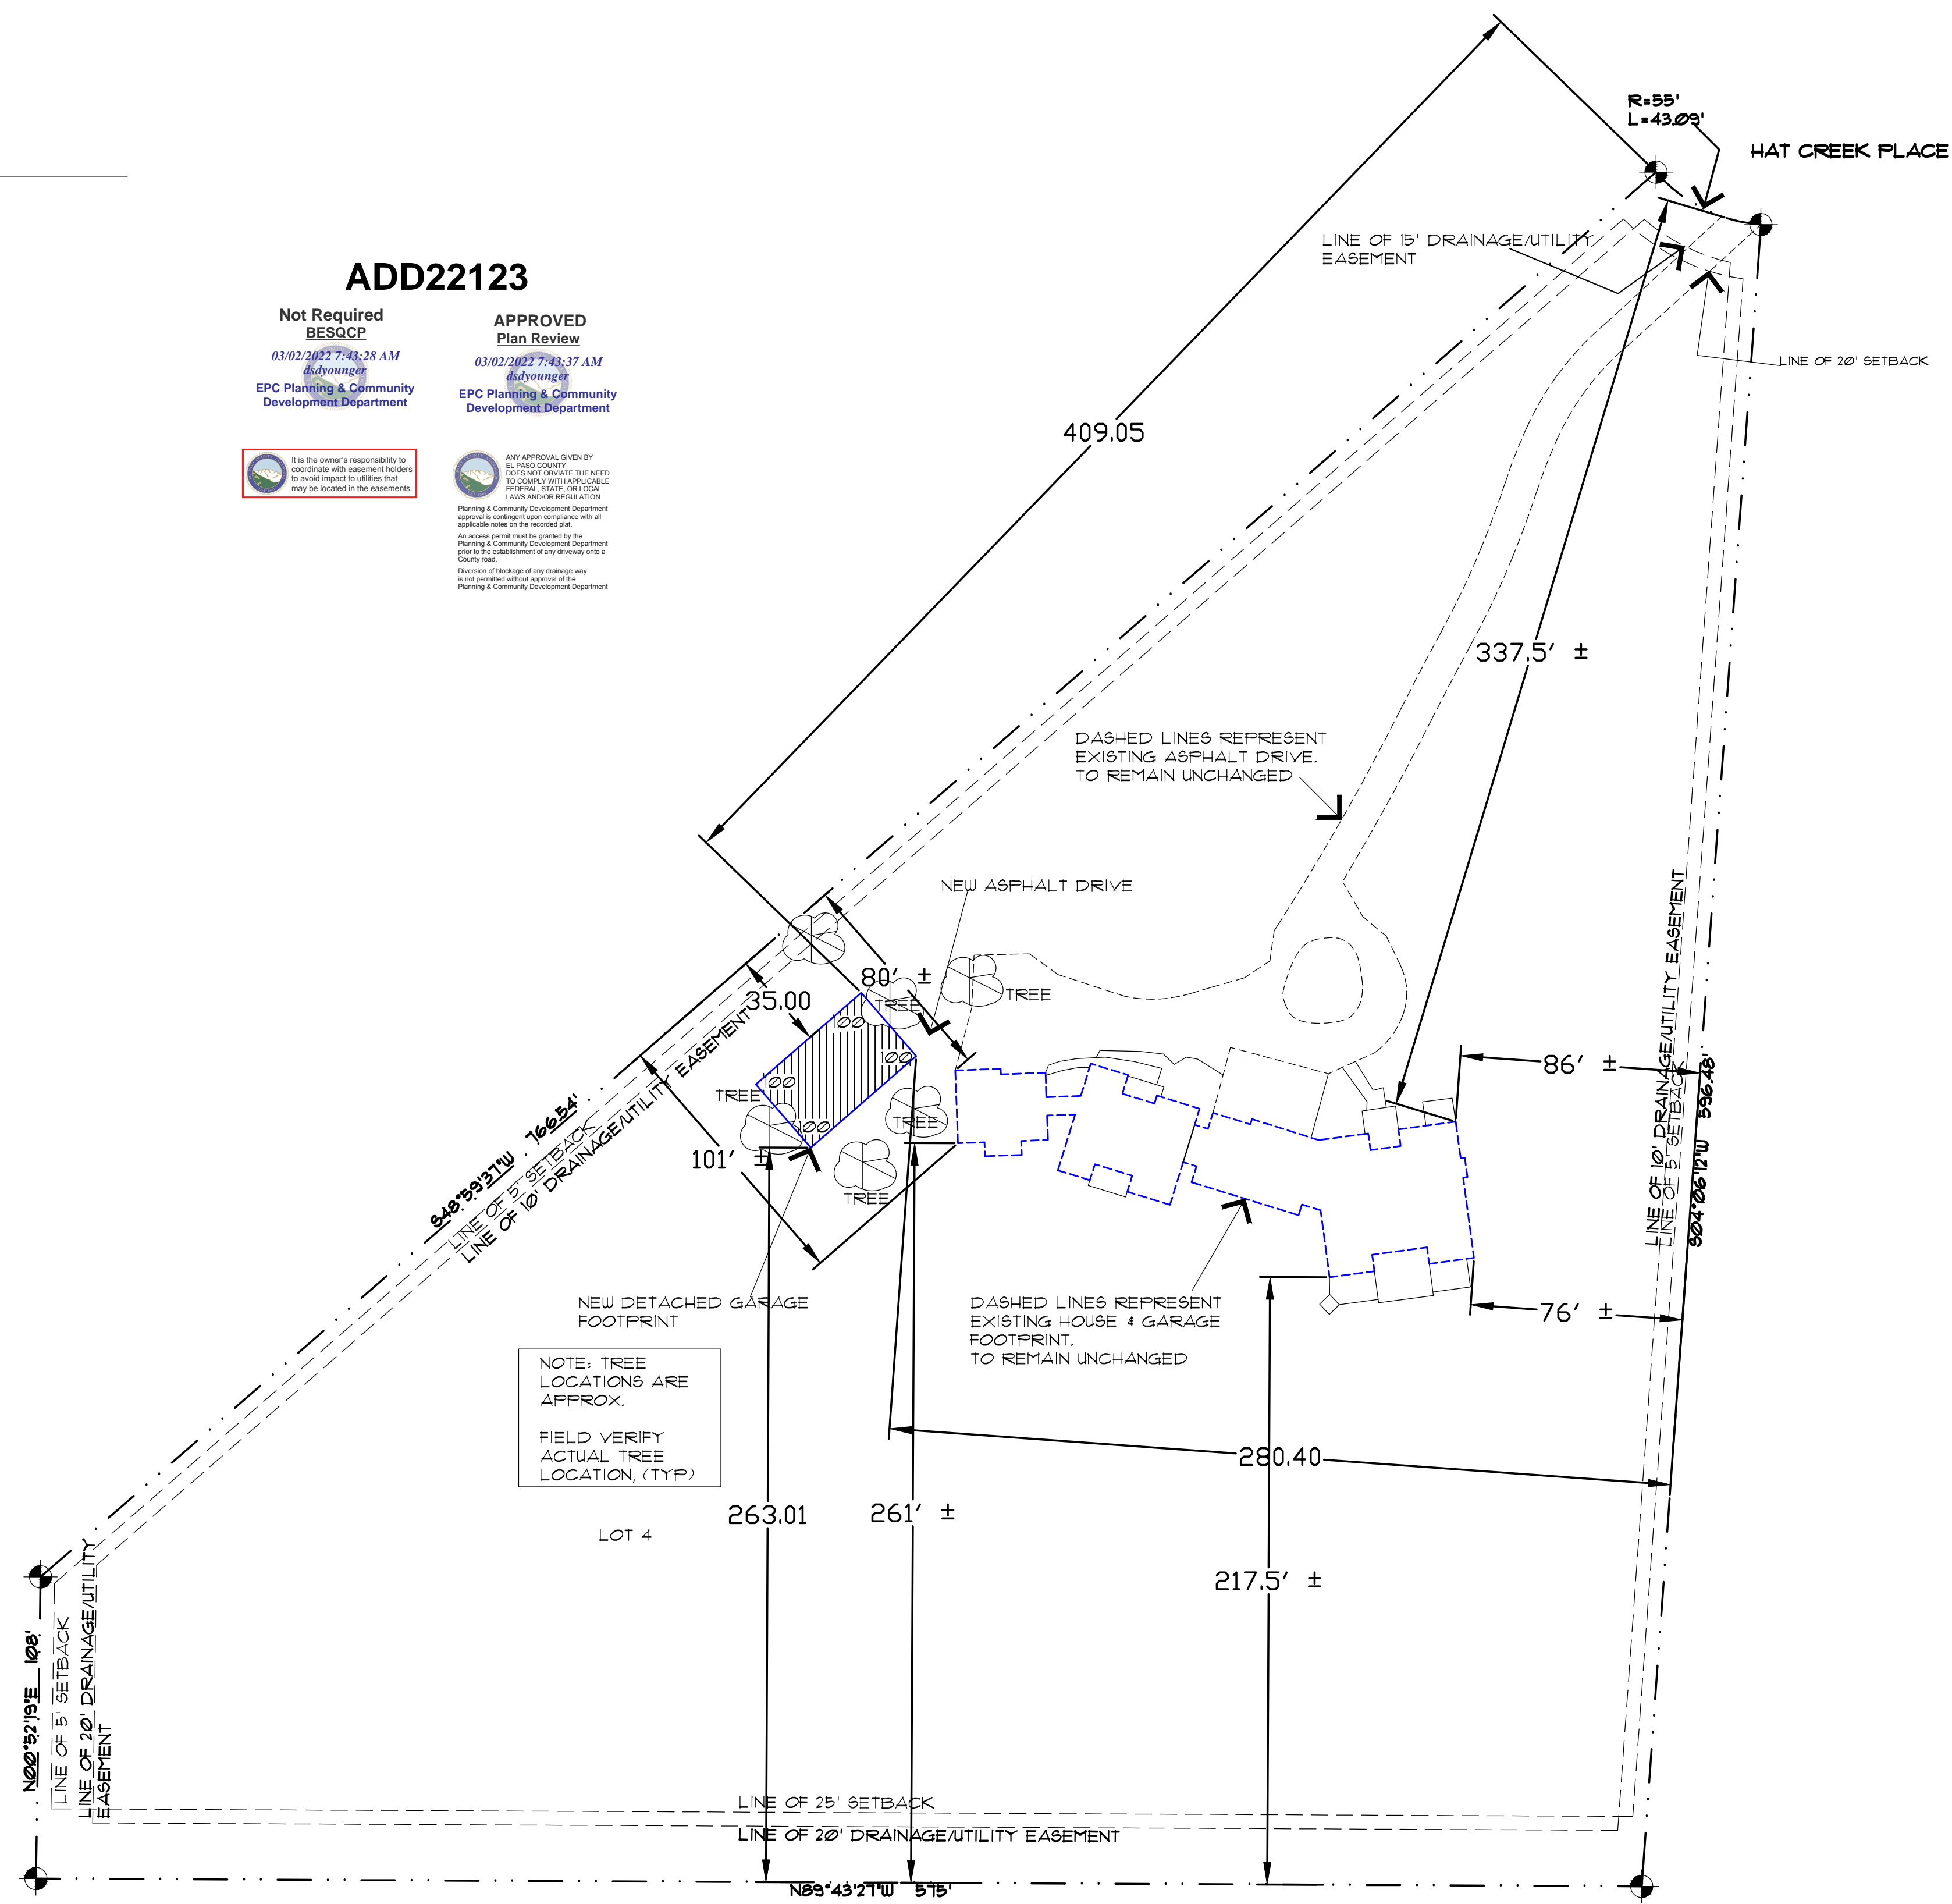 R=55'
L=43.09'
HAT CREEK PLACE
LINE OF 15' DRAINAGE/UTILITY
EASEMENT
LINE OF 20' SETBACK
ADD22123
Not Required
BESQCP
03/02/2022 7:43:28 AM
dsdyounger
EPC Planning & Community
Development Department
APPROVED
Plan Review
03/02/2022 7:43:37 AM
dsdyounger
EPC Planning & Community
Development Department
It is the owner's responsibility to
coordinate with easement holders
to avoid impact to utilities that
may be located in the easements.
ANY APPROVAL GIVEN BY
EL PASO COUNTY
DOES NOT OBVIATE THE NEED
TO COMPLY WITH APPLICABLE
FEDERAL, STATE, OR LOCAL
LAWS AND/OR REGULATION
Planning & Community Development Department
approval is contingent upon compliance with all
applicable notes on the recorded plat.
An access permit must be granted by the
Planning & Community Development Department
prior to the establishment of any driveway onto a
County road.
Diversion of blockage of any drainage way
is not permitted without approval of the
Planning & Community Development Department
409.05
337.5' ±
DASHED LINES REPRESENT
EXISTING ASPHALT DRIVE.
TO REMAIN UNCHANGED
NEW ASPHALT DRIVE
80' ±
35.00
TREE
TREE
00
00
00
00
TREE
TREE
TREE
101' ±
86' ±
76' ±
S48°59'37"W 766.54'
LINE OF 5' SETBACK
LINE OF 10' DRAINAGE/UTILITY EASEMENT
LINE OF 10' DRAINAGE/UTILITY EASEMENT
LINE OF 5' SETBACK
S04°06'12"W 596.48'
NEW DETACHED GARAGE
FOOTPRINT
DASHED LINES REPRESENT
EXISTING HOUSE & GARAGE
FOOTPRINT.
TO REMAIN UNCHANGED
NOTE: TREE
LOCATIONS ARE
APPROX.
FIELD VERIFY
ACTUAL TREE
LOCATION, (TYP)
LOT 4
280.40
263.01
261' ±
217.5' ±
N00°52'19"E 108'
LINE OF 5' SETBACK
LINE OF 20' DRAINAGE/UTILITY
EASEMENT
LINE OF 25' SETBACK
LINE OF 20' DRAINAGE/UTILITY EASEMENT
N89°43'27"W 575'